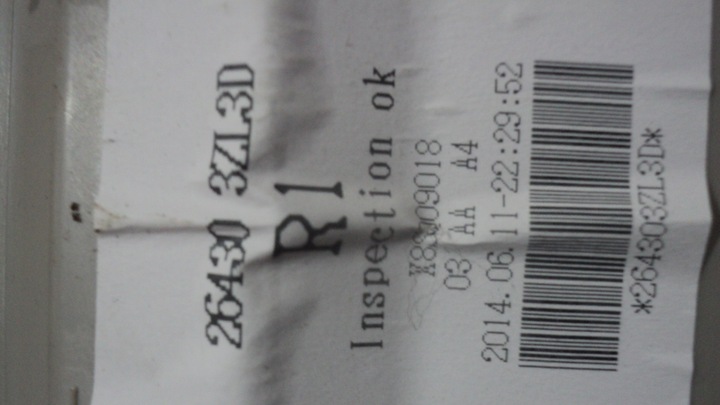 26430 3ZL3D
R1
Inspection ok
03 AA A4
2014.06.11-22:29:52
*264303ZL3D*